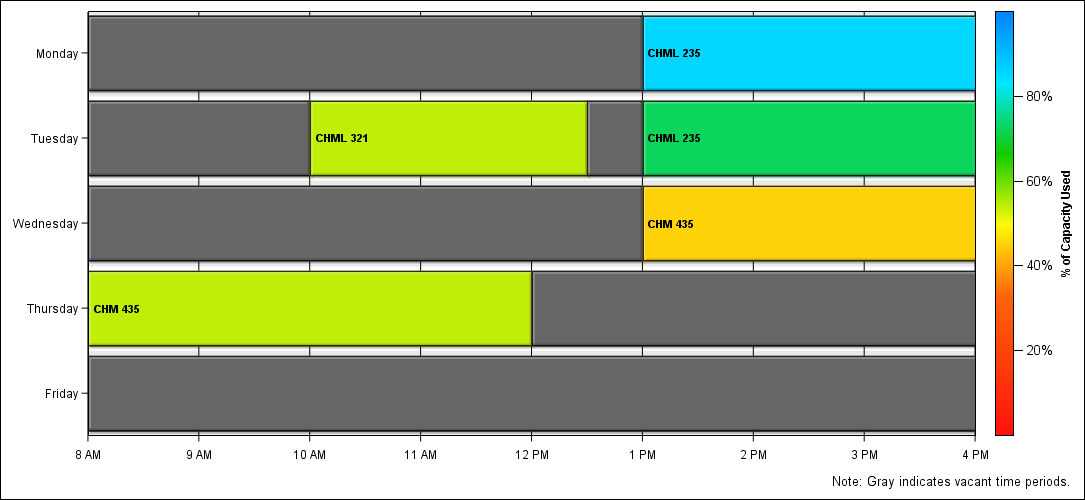 Monday
CHML 235
Tuesday
CHML 321
CHML 235
Wednesday
CHM 435
Thursday
CHM 435
Friday
8 AM
9 AM
10 AM
11 AM
12 PM
1 PM
2 PM
3 PM
4 PM
80%
60%
40%
20%
% of Capacity Used
Note: Gray indicates vacant time periods.